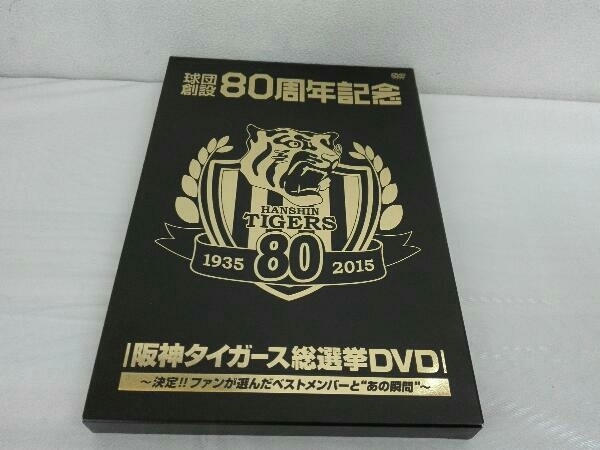 球団創設80周年記念
DVD
HANSHIN
TIGERS
1935 80 2015
阪神タイガース総選挙DVD
～決定!!ファンが選んだベストメンバーと“あの瞬間”～